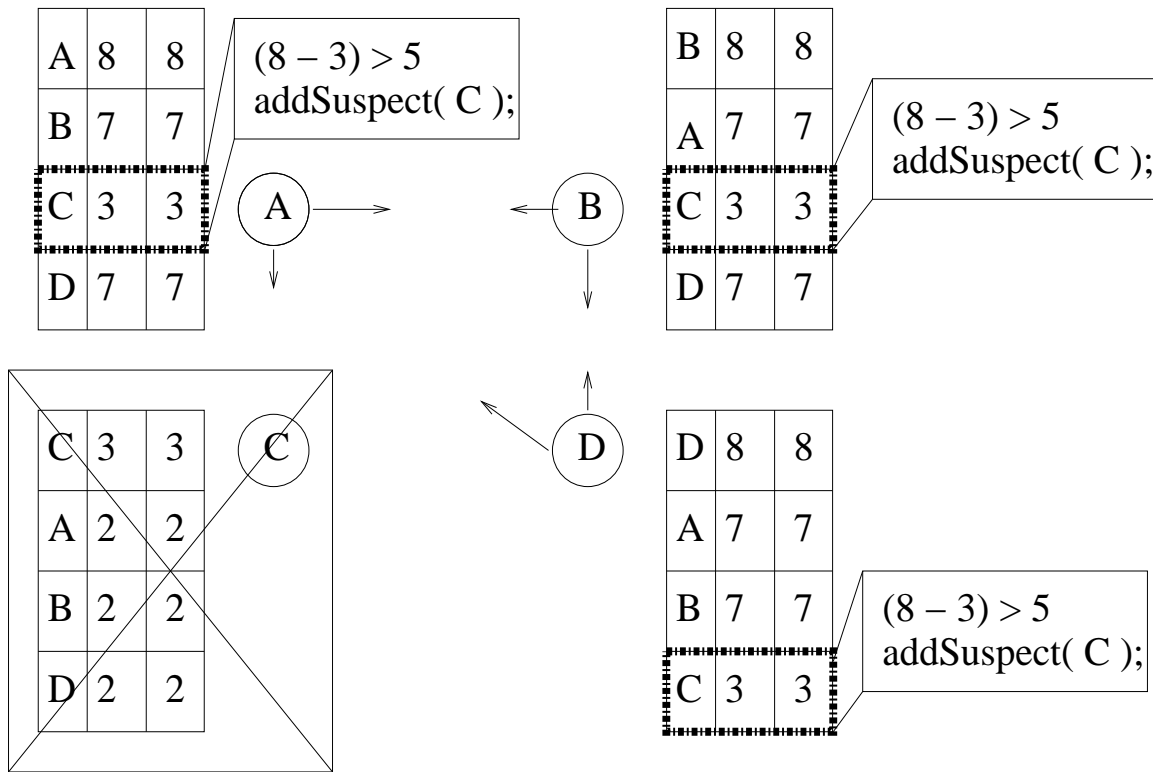 A 8 8
B 7 7
C 3 3
D 7 7
(8 – 3) > 5
addSuspect( C );
A
B
B 8 8
A 7 7
C 3 3
D 7 7
(8 – 3) > 5
addSuspect( C );
C 3 3
A 2 2
B 2 2
D 2 2
C
D
D 8 8
A 7 7
B 7 7
C 3 3
(8 – 3) > 5
addSuspect( C );